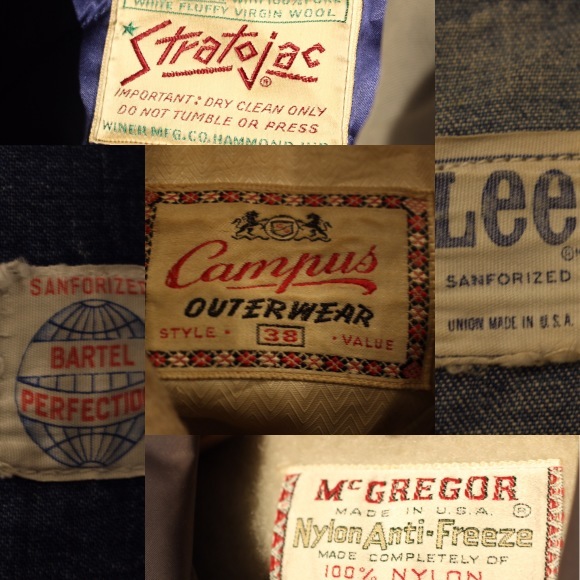 WHITE FLUFFY VIRGIN WOOL
Stratojac
®
IMPORTANT: DRY CLEAN ONLY
DO NOT TUMBLE OR PRESS
WINER MFG. CO. HAMMOND
Lee
®
SANFORIZED
UNION MADE IN U.S.A.
Campus
OUTERWEAR
STYLE · 38 · VALUE
SANFORIZED
BARTEL
PERFECTION
McGREGOR
MADE IN U.S.A. ®
Nylon Anti-Freeze
MADE COMPLETELY OF
100% NYLON